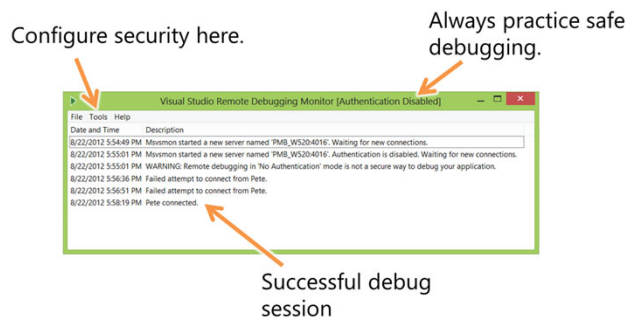 Always practice safe
debugging.
Configure security here.
Visual Studio Remote Debugging Monitor [Authentication Disabled]
File Tools Help
Date and Time Description
8/22/2012 5:54:49 PM Msvsmon started a new server named 'PMB_W520:4016'. Waiting for new connections.
8/22/2012 5:55:01 PM Msvsmon started a new server named 'PMB_W520:4016'. Authentication is disabled. Waiting for new connections.
8/22/2012 5:55:01 PM WARNING: Remote debugging in 'No Authentication' mode is not a secure way to debug your application.
8/22/2012 5:56:36 PM Failed attempt to connect from Pete.
8/22/2012 5:56:51 PM Failed attempt to connect from Pete.
8/22/2012 5:58:19 PM Pete connected.
Successful debug
session